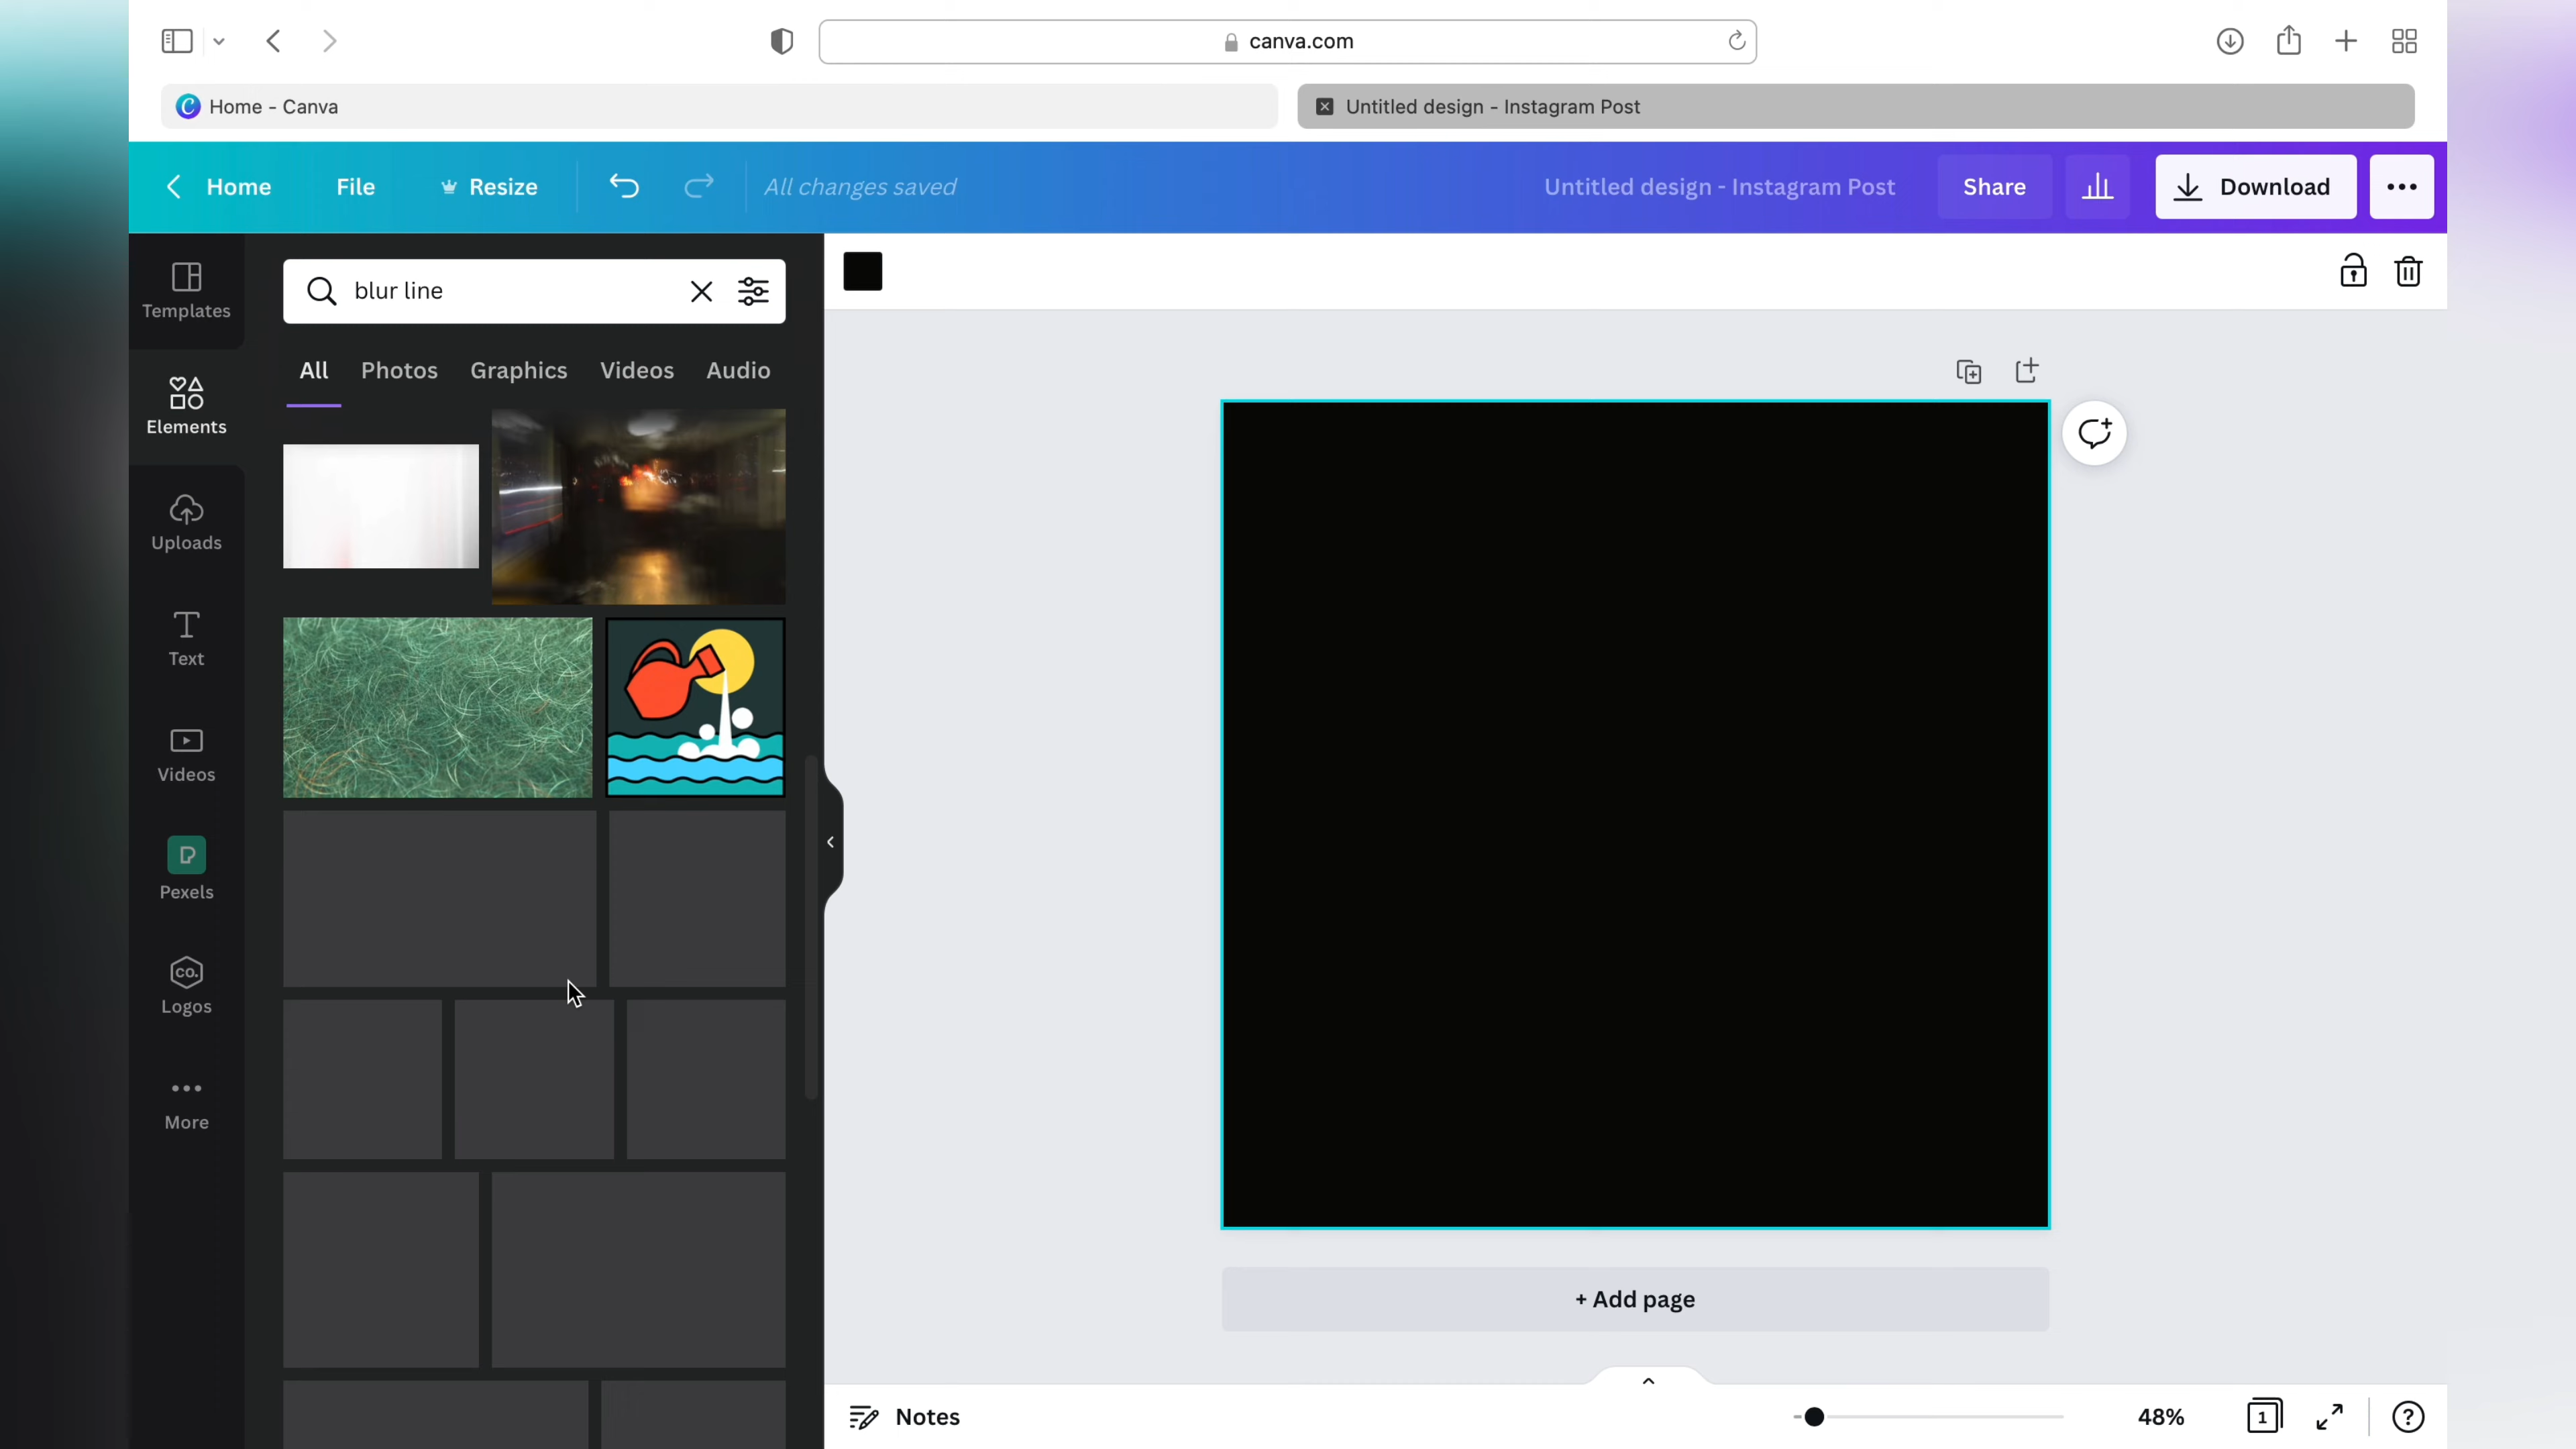 canva.com
Home - Canva
Untitled design - Instagram Post
Home
File
Resize
All changes saved
Untitled design - Instagram Post
Share
Download
Templates
Elements
Uploads
Text
Videos
Pexels
co.
Logos
More
blur line
All
Photos
Graphics
Videos
Audio
+ Add page
Notes
48%
1
?